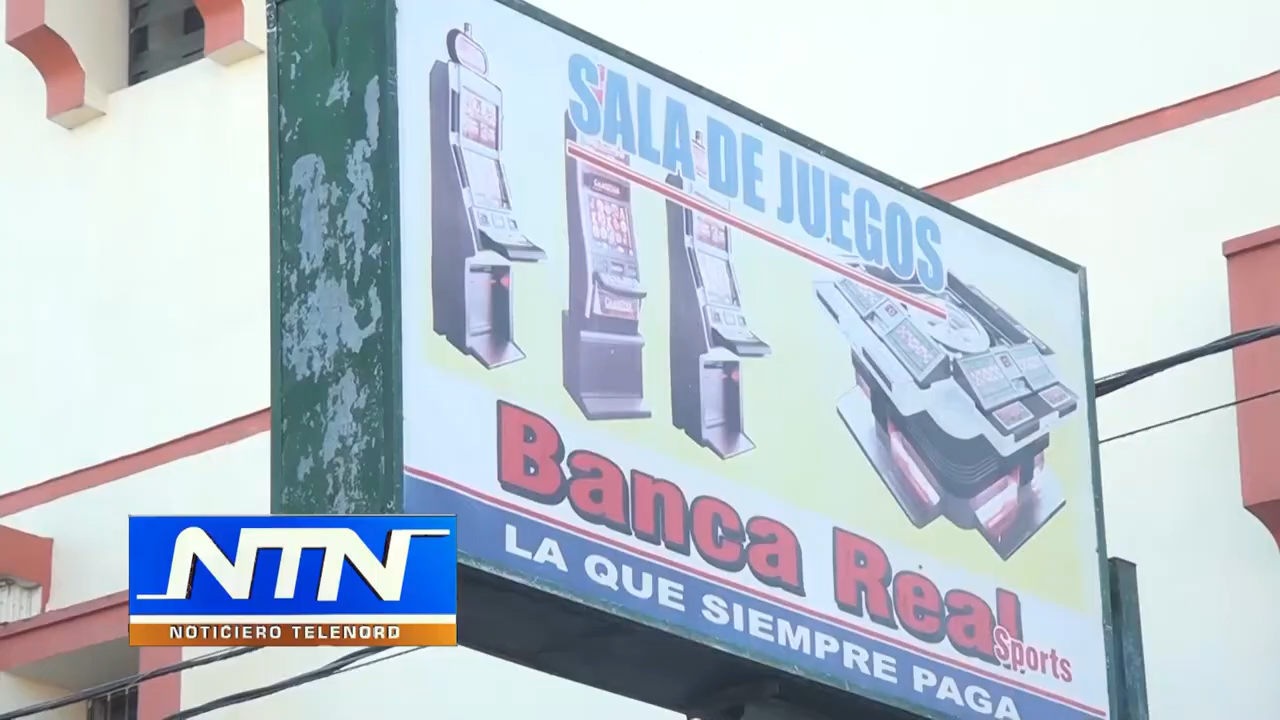 SALA DE JUEGOS
Banca Real
Sports
LA QUE SIEMPRE PAGA
NTN
NOTICIERO TELENORD